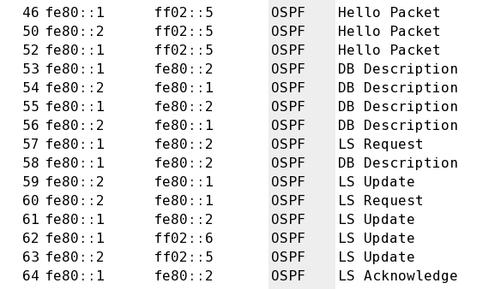 46 fe80::1 ff02::5 OSPF Hello Packet
50 fe80::2 ff02::5 OSPF Hello Packet
52 fe80::1 ff02::5 OSPF Hello Packet
53 fe80::1 fe80::2 OSPF DB Description
54 fe80::2 fe80::1 OSPF DB Description
55 fe80::1 fe80::2 OSPF DB Description
56 fe80::2 fe80::1 OSPF DB Description
57 fe80::1 fe80::2 OSPF LS Request
58 fe80::1 fe80::2 OSPF DB Description
59 fe80::2 fe80::1 OSPF LS Update
60 fe80::2 fe80::1 OSPF LS Request
61 fe80::1 fe80::2 OSPF LS Update
62 fe80::1 ff02::6 OSPF LS Update
63 fe80::2 ff02::5 OSPF LS Update
64 fe80::1 fe80::2 OSPF LS Acknowledge